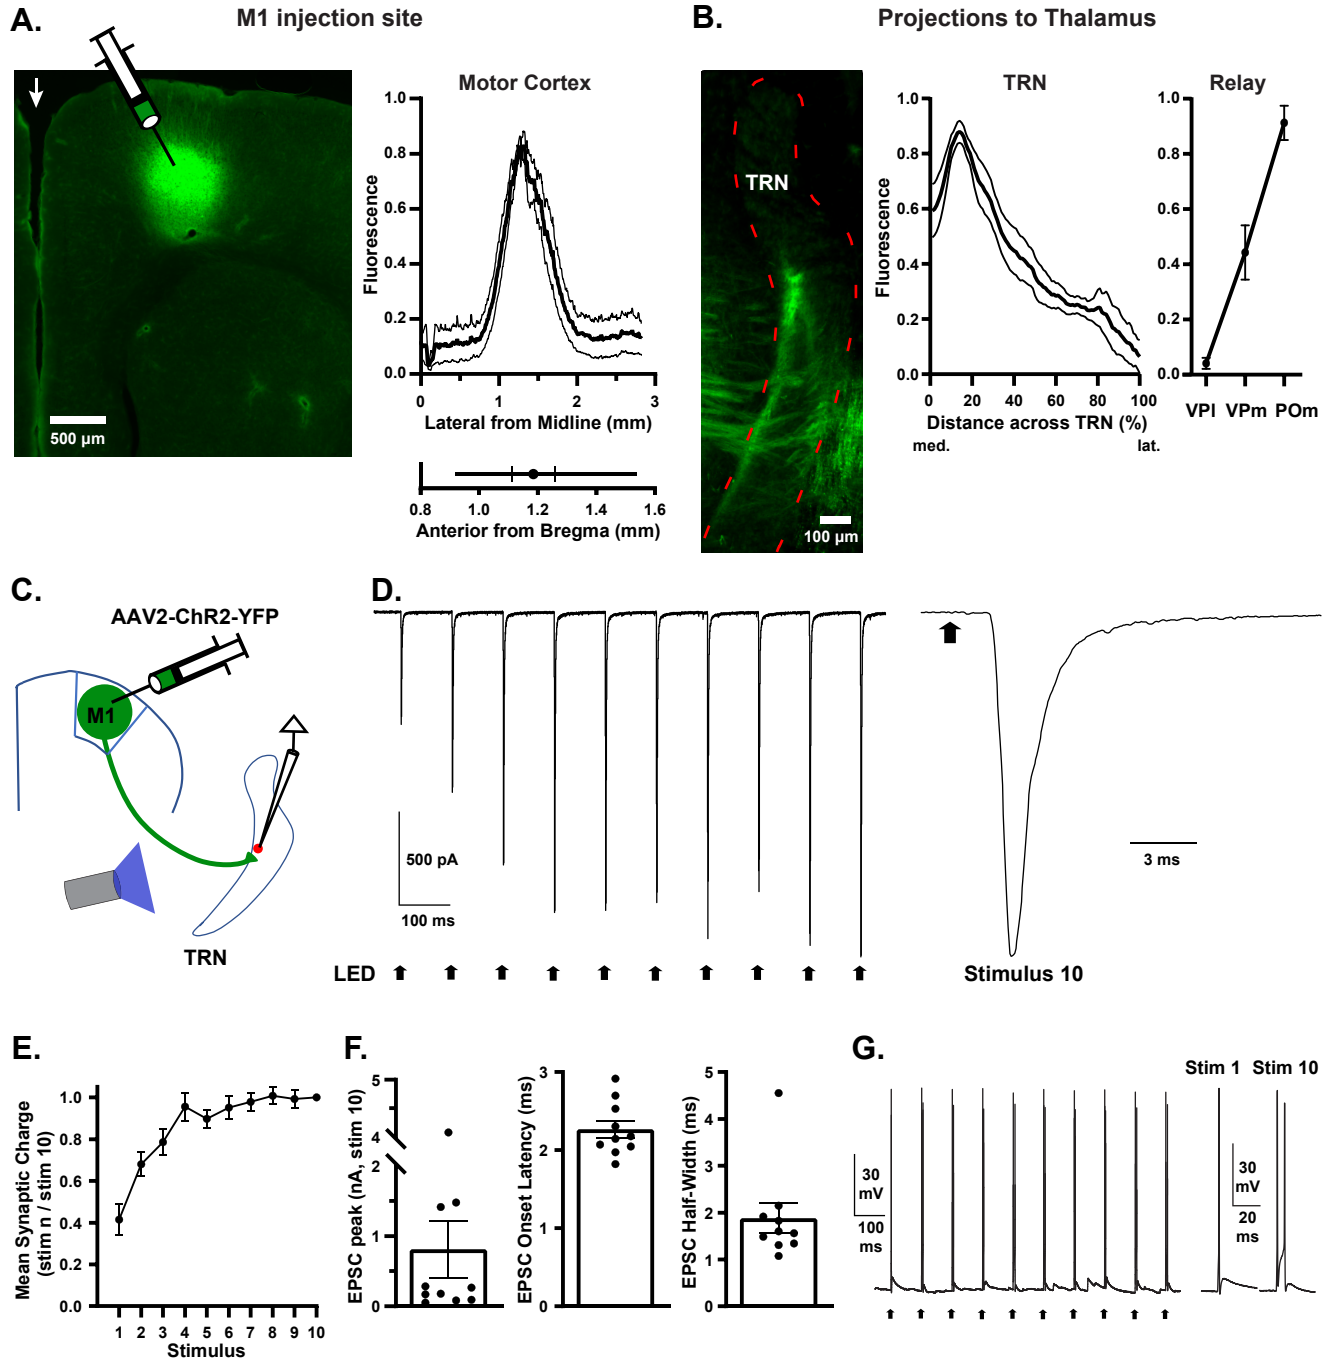 A.
M1 injection site
500 µm
Motor Cortex
Fluorescence
1.0
0.8
0.6
0.4
0.2
0.0
0 1 2 3
Lateral from Midline (mm)
0.8 1.0 1.2 1.4 1.6
Anterior from Bregma (mm)
B.
Projections to Thalamus
TRN
100 µm
TRN
Fluorescence
1.0
0.8
0.6
0.4
0.2
0.0
0 20 40 60 80 100
Distance across TRN (%)
med. lat.
Relay
1.0
0.8
0.6
0.4
0.2
0.0
VPl VPm POm
C.
AAV2-ChR2-YFP
M1
TRN
D.
500 pA
100 ms
LED
3 ms
Stimulus 10
E.
Mean Synaptic Charge
(stim n / stim 10)
1.0
0.8
0.6
0.4
0.2
0.0
1 2 3 4 5 6 7 8 9 10
Stimulus
F.
EPSC peak (nA, stim 10)
5
4
2
1
0
EPSC Onset Latency (ms)
3
2
1
0
EPSC Half-Width (ms)
5
4
3
2
1
0
G.
Stim 1 Stim 10
30
mV
100
ms
30
mV
20
ms